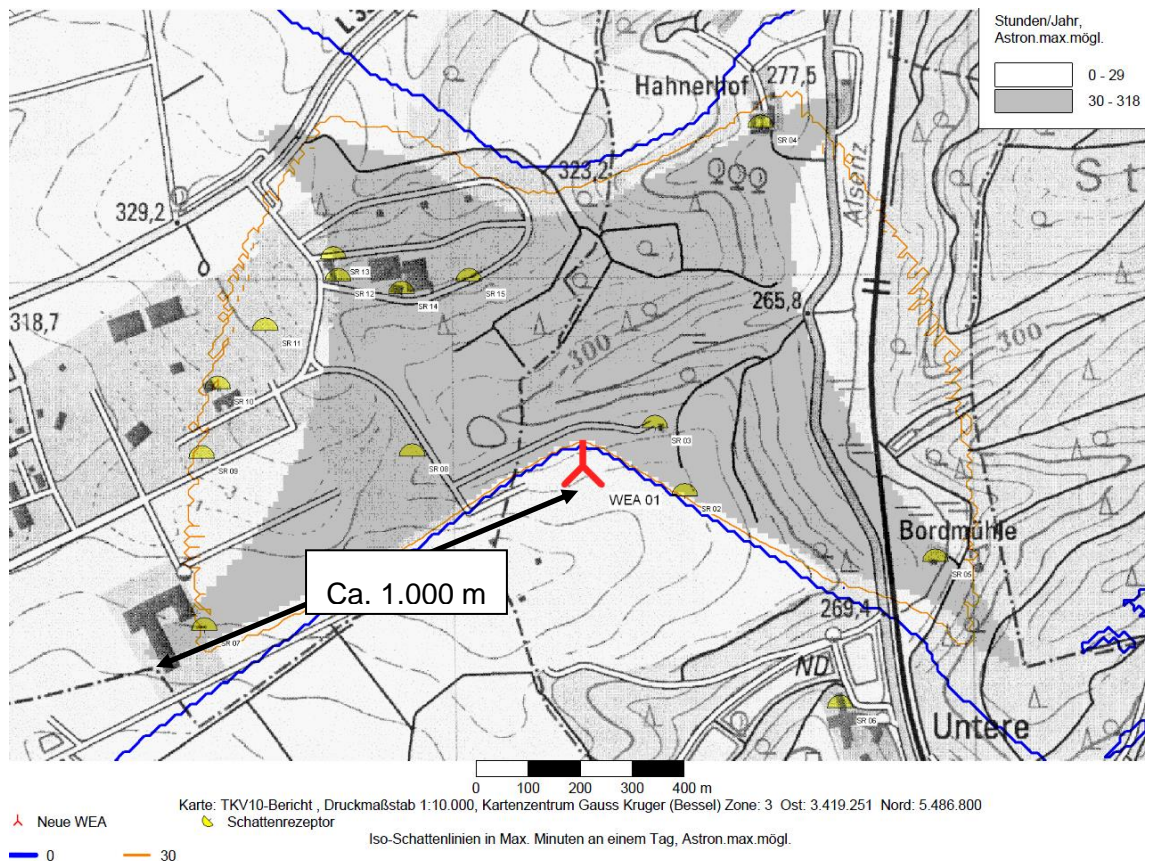 Stunden/Jahr,
Astron.max.mögl.
0 - 29
30 - 318
Hahnerhof
277,5
SR 04
S t
Alsenz
323,2
329,2
SR 13
SR 12
SR 14
SR 15
265,8
318,7
300
300
SR 11
SR 10
SR 03
SR 09
SR 08
WEA 01
SR 02
Bordmühle
SR 05
Ca. 1.000 m
269,4
SR 07
ND
SR 06
Untere
0 100 200 300 400 m
Karte: TKV10-Bericht , Druckmaßstab 1:10.000, Kartenzentrum Gauss Kruger (Bessel) Zone: 3 Ost: 3.419.251 Nord: 5.486.800
Neue WEA
Schattenrezeptor
Iso-Schattenlinien in Max. Minuten an einem Tag, Astron.max.mögl.
0
30